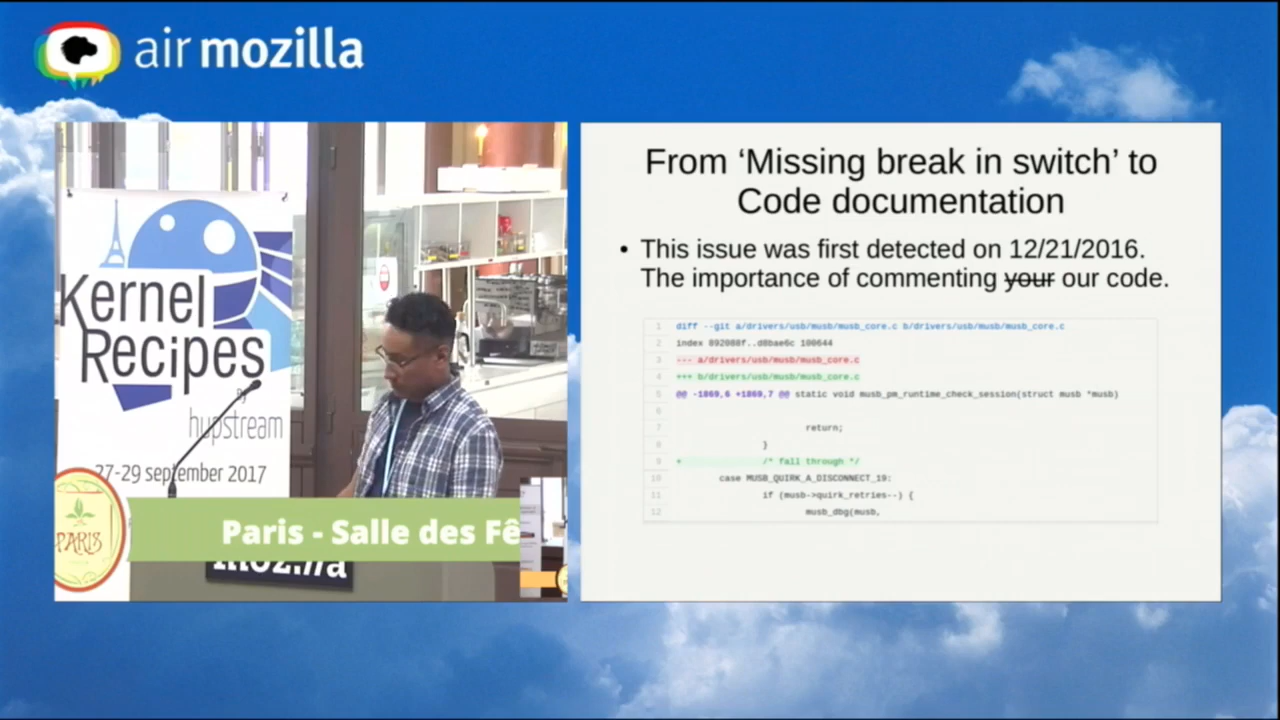 air mozilla
Kernel
Recipes
by
hupstream
27-29 september 2017
PARIS
Paris - Salle des Fê
moz://a
From ‘Missing break in switch’ to
Code documentation
• This issue was first detected on 12/21/2016.
The importance of commenting your our code.
1 diff --git a/drivers/usb/musb/musb_core.c b/drivers/usb/musb/musb_core.c
2 index 892088f..d8bae6c 100644
3 --- a/drivers/usb/musb/musb_core.c
4 +++ b/drivers/usb/musb/musb_core.c
5 @@ -1869,6 +1869,7 @@ static void musb_pm_runtime_check_session(struct musb *musb)
6
7 return;
8 }
9 + /* fall through */
10 case MUSB_QUIRK_A_DISCONNECT_19:
11 if (musb->quirk_retries--) {
12 musb_dbg(musb,